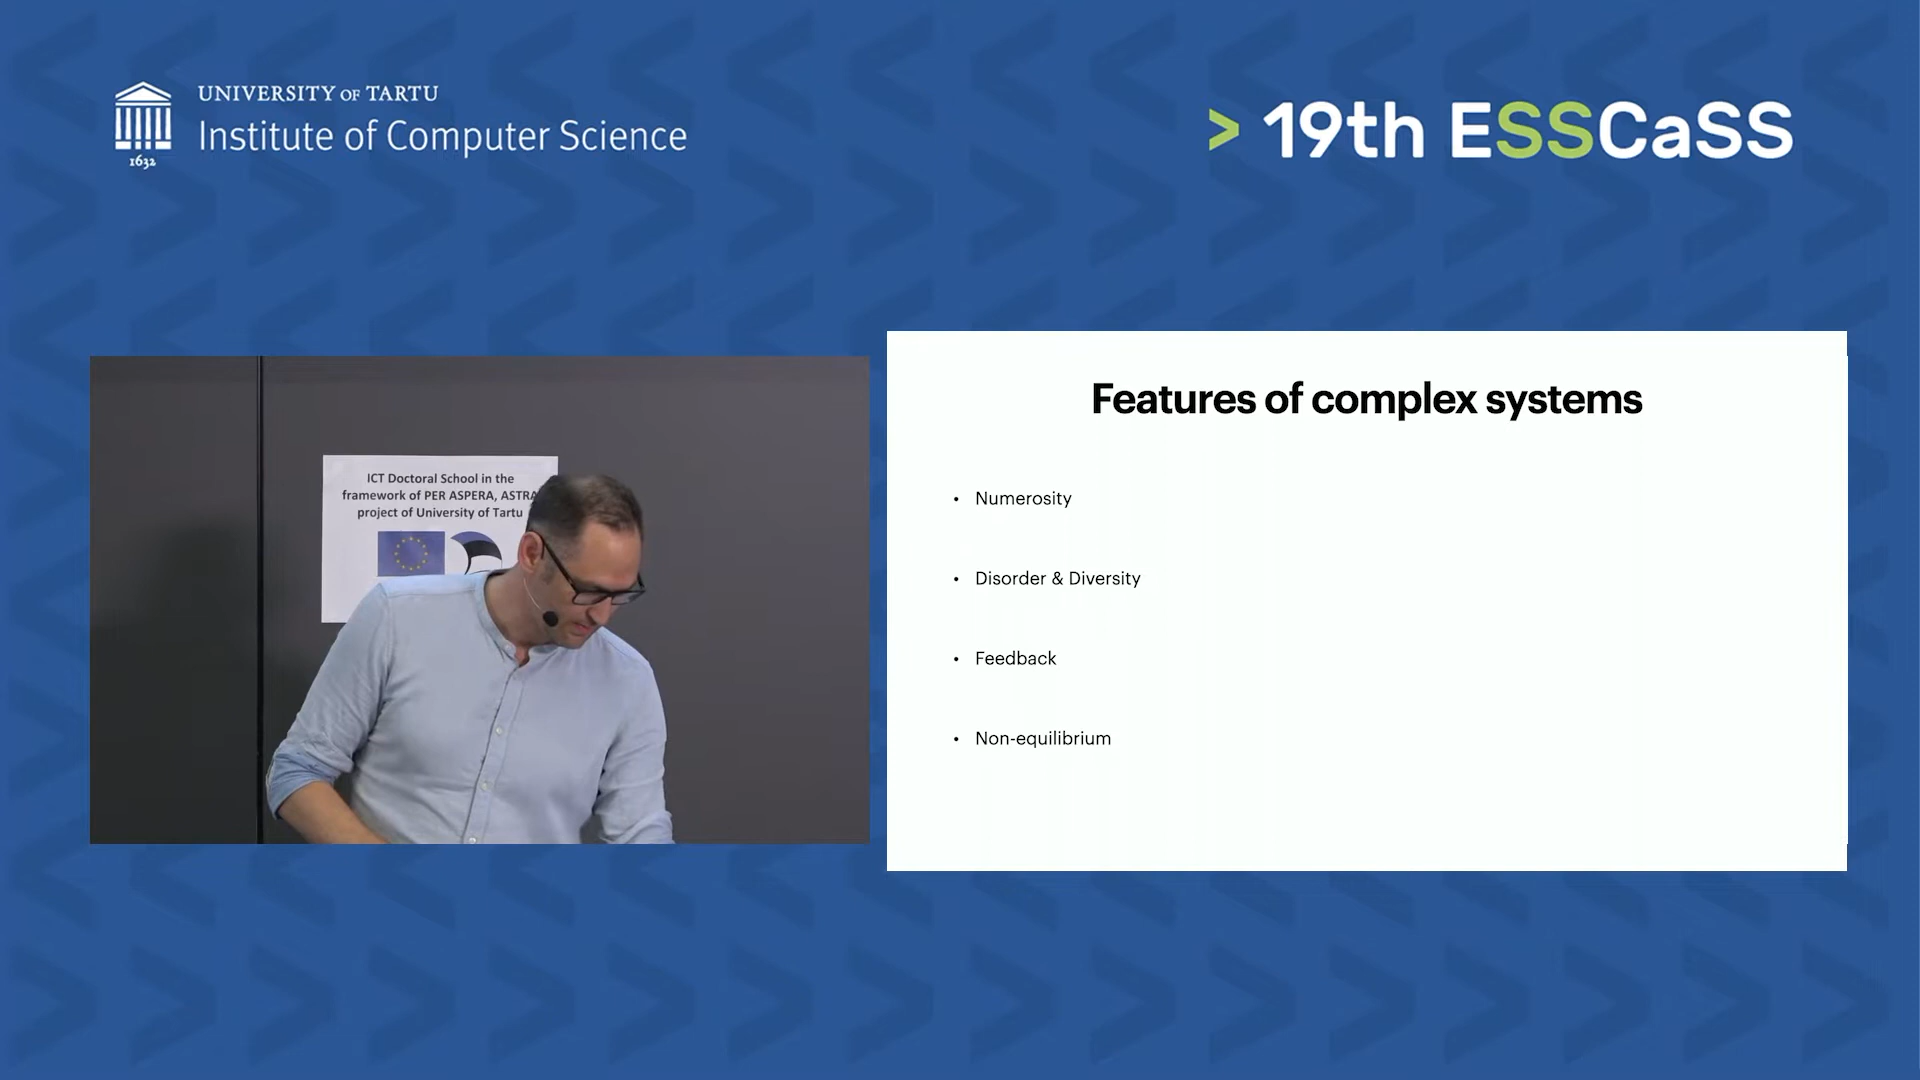 UNIVERSITY OF TARTU
Institute of Computer Science
1632
> 19th ESSCaSS
ICT Doctoral School in the
framework of PER ASPERA, ASTRA
project of University of Tartu
Features of complex systems
• Numerosity
• Disorder & Diversity
• Feedback
• Non-equilibrium